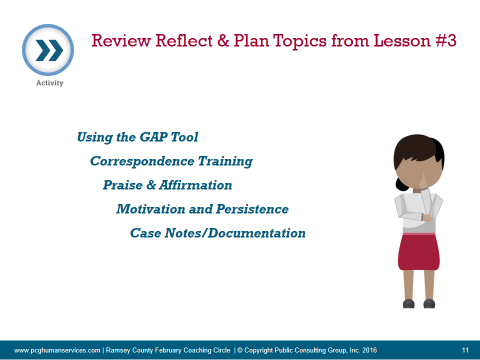 Review Reflect & Plan Topics from Lesson #3
Activity
Using the GAP Tool
Correspondence Training
Praise & Affirmation
Motivation and Persistence
Case Notes/Documentation
www.pcghumanservices.com | Ramsey County February Coaching Circle | © Copyright Public Consulting Group, Inc. 2016
11